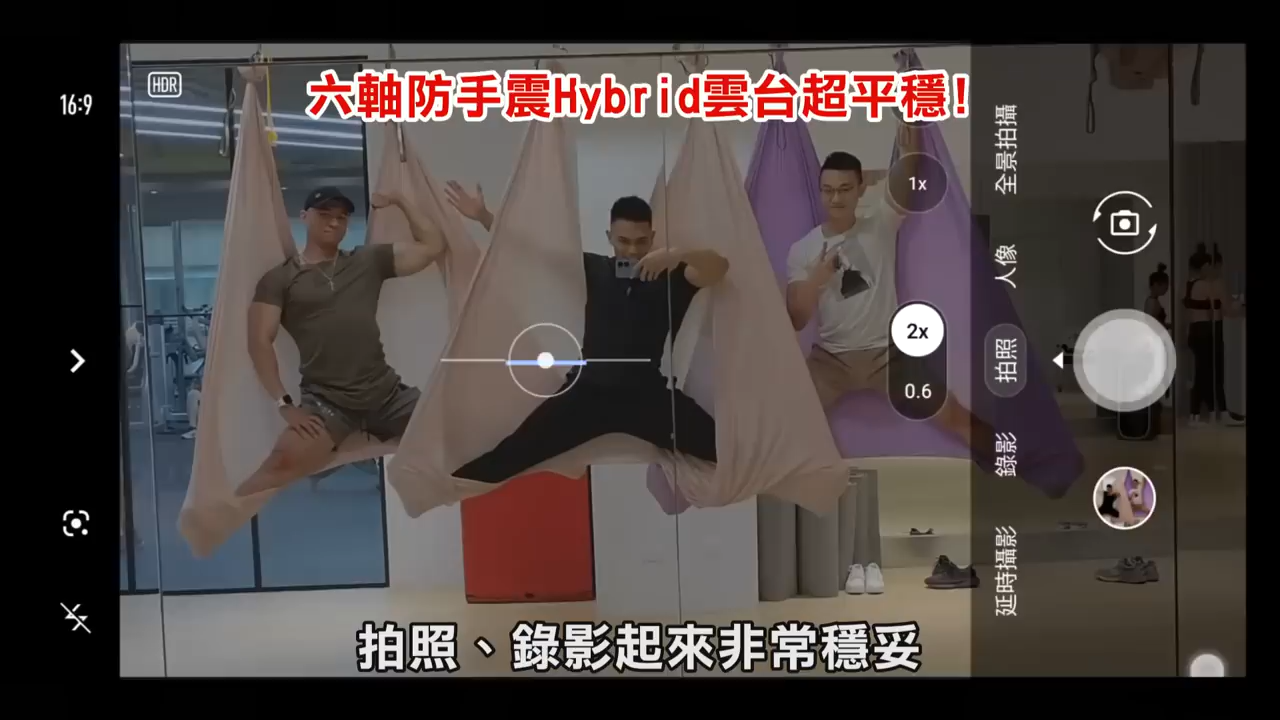 HDR
16:9
六軸防手震Hybrid雲台超平穩!
1x
2x
0.6
全景拍攝
人像
拍照
錄影
延時攝影
拍照、錄影起來非常穩妥